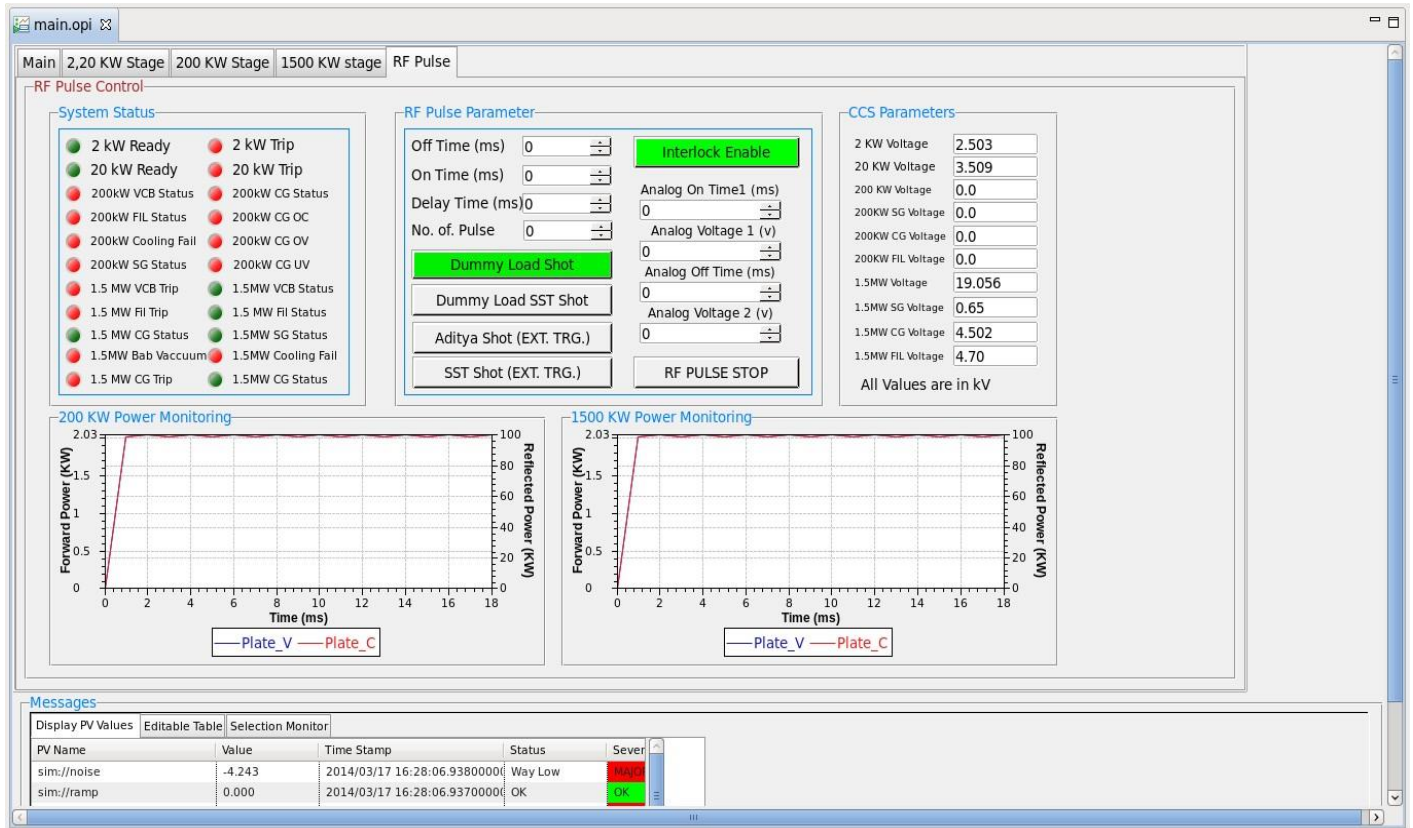 main.opi
Main 2,20 KW Stage 200 KW Stage 1500 KW stage RF Pulse
RF Pulse Control
System Status
2 kW Ready 2 kW Trip
20 kW Ready 20 kW Trip
200kW VCB Status 200kW CG Status
200kW FIL Status 200kW CG OC
200kW Cooling Fail 200kW CG OV
200kW SG Status 200kW CG UV
1.5 MW VCB Trip 1.5MW VCB Status
1.5 MW Fil Trip 1.5 MW Fil Status
1.5 MW CG Status 1.5MW SG Status
1.5MW Bab Vaccuum 1.5MW Cooling Fail
1.5 MW CG Trip 1.5MW CG Status
RF Pulse Parameter
Off Time (ms) 0
On Time (ms) 0
Delay Time (ms) 0
No. of. Pulse 0
Dummy Load Shot
Dummy Load SST Shot
Aditya Shot (EXT. TRG.)
SST Shot (EXT. TRG.)
Interlock Enable
Analog On Time1 (ms)
0
Analog Voltage 1 (v)
0
Analog Off Time (ms)
0
Analog Voltage 2 (v)
0
RF PULSE STOP
CCS Parameters
2 KW Voltage 2.503
20 KW Voltage 3.509
200 KW Voltage 0.0
200KW SG Voltage 0.0
200KW CG Voltage 0.0
200KW FIL Voltage 0.0
1.5MW Voltage 19.056
1.5MW SG Voltage 0.65
1.5MW CG Voltage 4.502
1.5MW FIL Voltage 4.70
All Values are in kV
200 KW Power Monitoring
Forward Power (KW)
2.03
1.5
1
0.5
0
100
80
60
40
20
0
Reflected Power (KW)
0 2 4 6 8 10 12 14 16 18
Time (ms)
Plate_V Plate_C
1500 KW Power Monitoring
Forward Power (KW)
2.03
1.5
1
0.5
0
100
80
60
40
20
0
Reflected Power (KW)
0 2 4 6 8 10 12 14 16 18
Time (ms)
Plate_V Plate_C
Messages
Display PV Values Editable Table Selection Monitor
PV Name Value Time Stamp Status Sever
sim://noise -4.243 2014/03/17 16:28:06.93800000 Way Low MAJO
sim://ramp 0.000 2014/03/17 16:28:06.93700000 OK OK